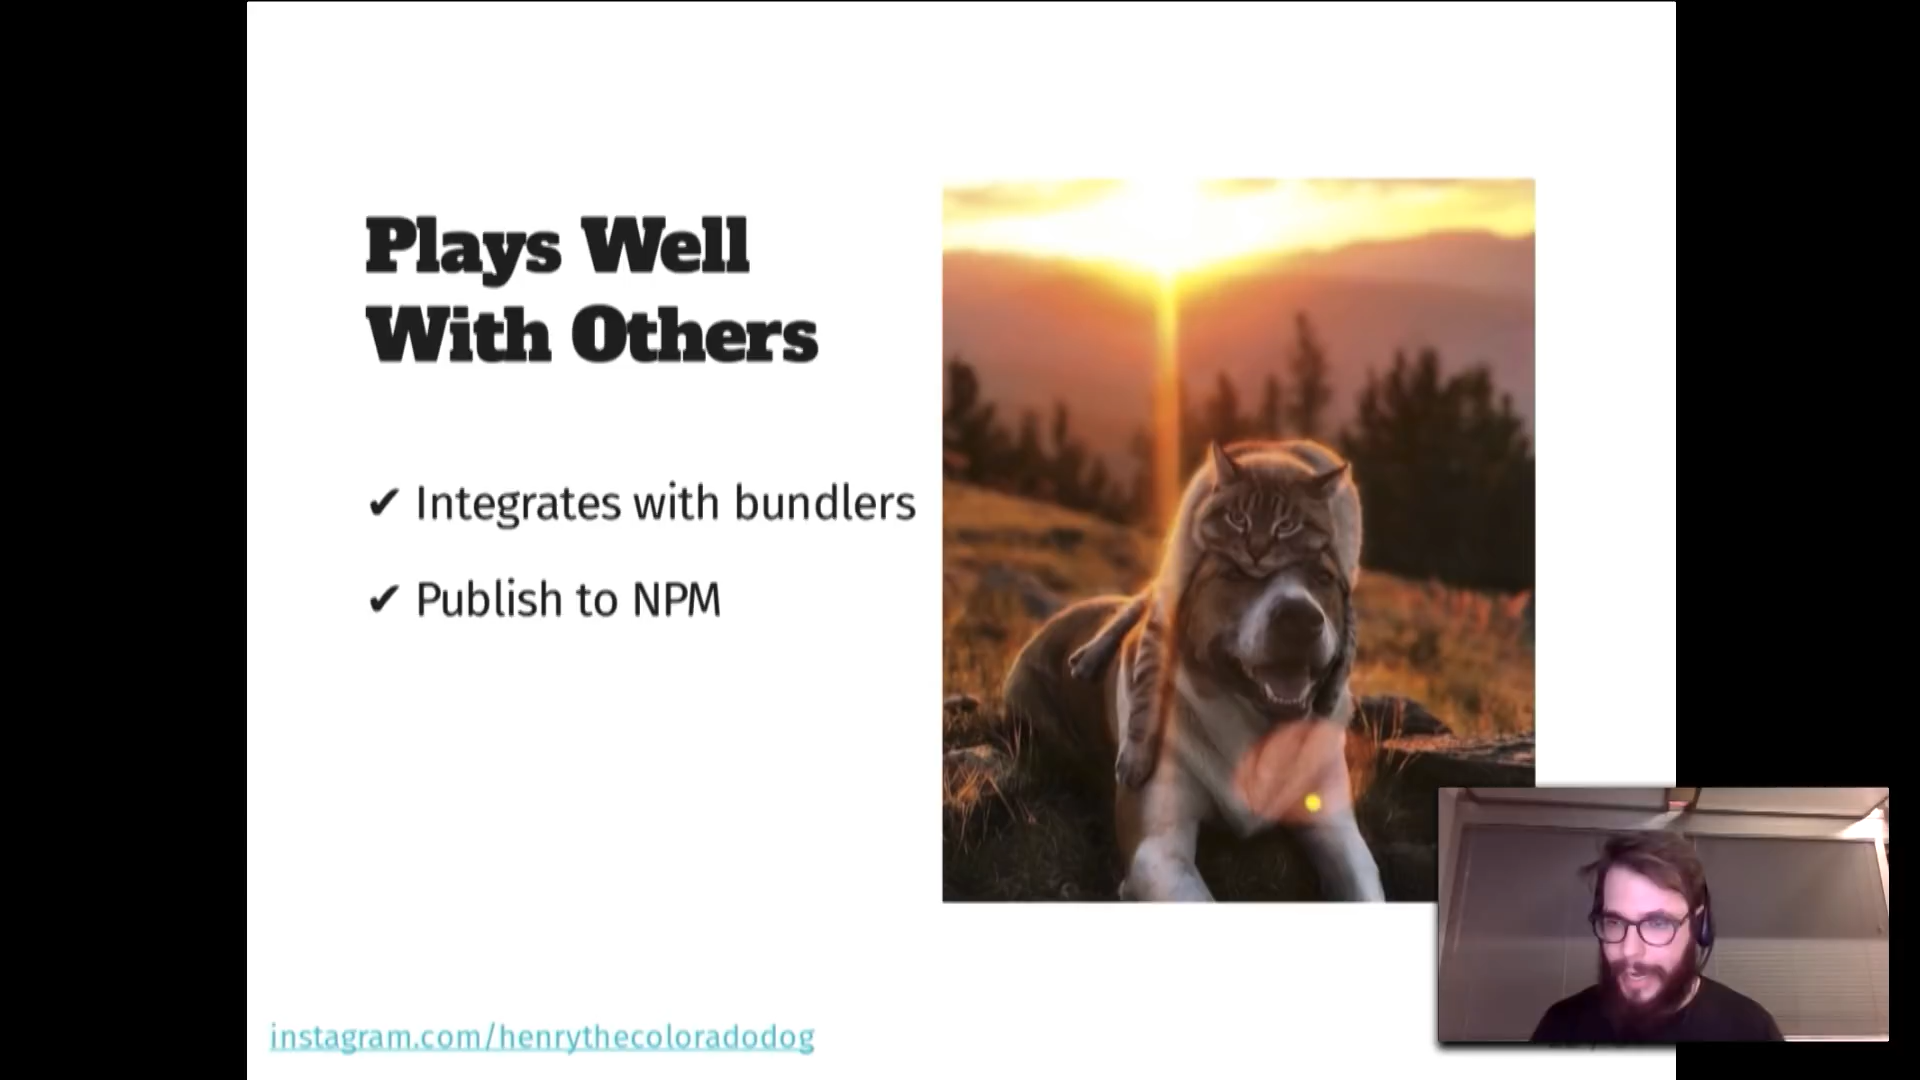 Plays Well
With Others
✔ Integrates with bundlers
✔ Publish to NPM
instagram.com/henrythecoloradodog